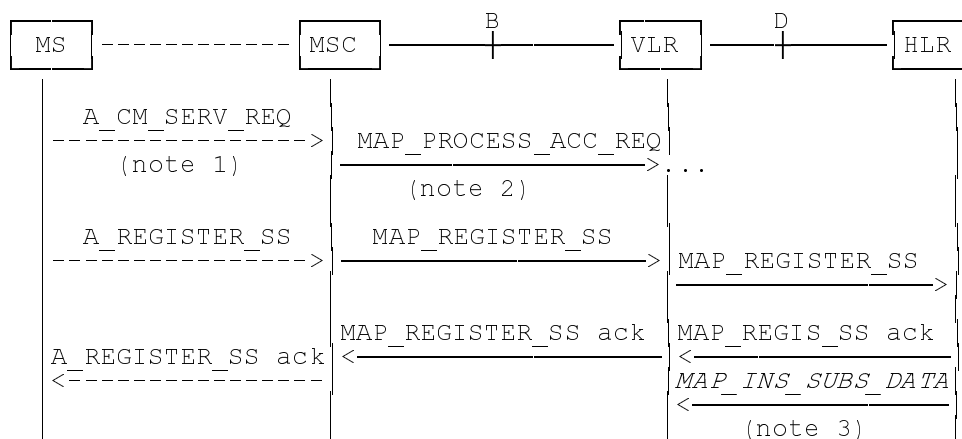 B D
MS MSC VLR HLR
A_CM_SERV_REQ
MAP_PROCESS_ACC_REQ
(note 1)
...
(note 2)
A_REGISTER_SS MAP_REGISTER_SS
MAP_REGISTER_SS
MAP_REGISTER_SS ack MAP_REGIS_SS ack
A_REGISTER_SS ack
MAP_INS_SUBS_DATA
(note 3)